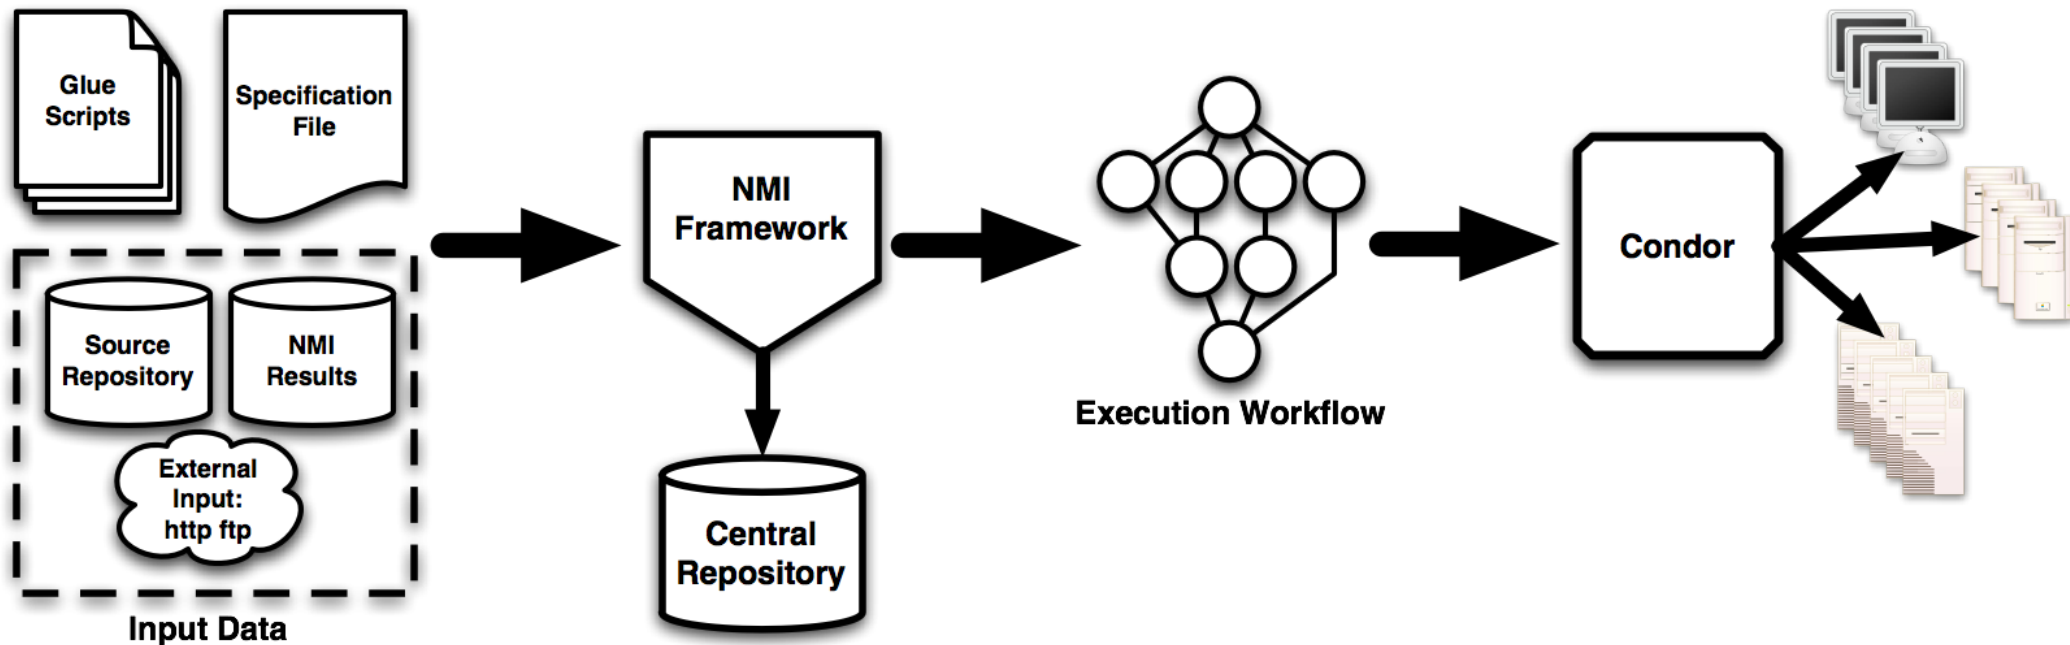 Glue
Scripts
Specification
File
Source
Repository
NMI
Results
External
Input:
http ftp
Input Data
NMI
Framework
Central
Repository
Execution Workflow
Condor